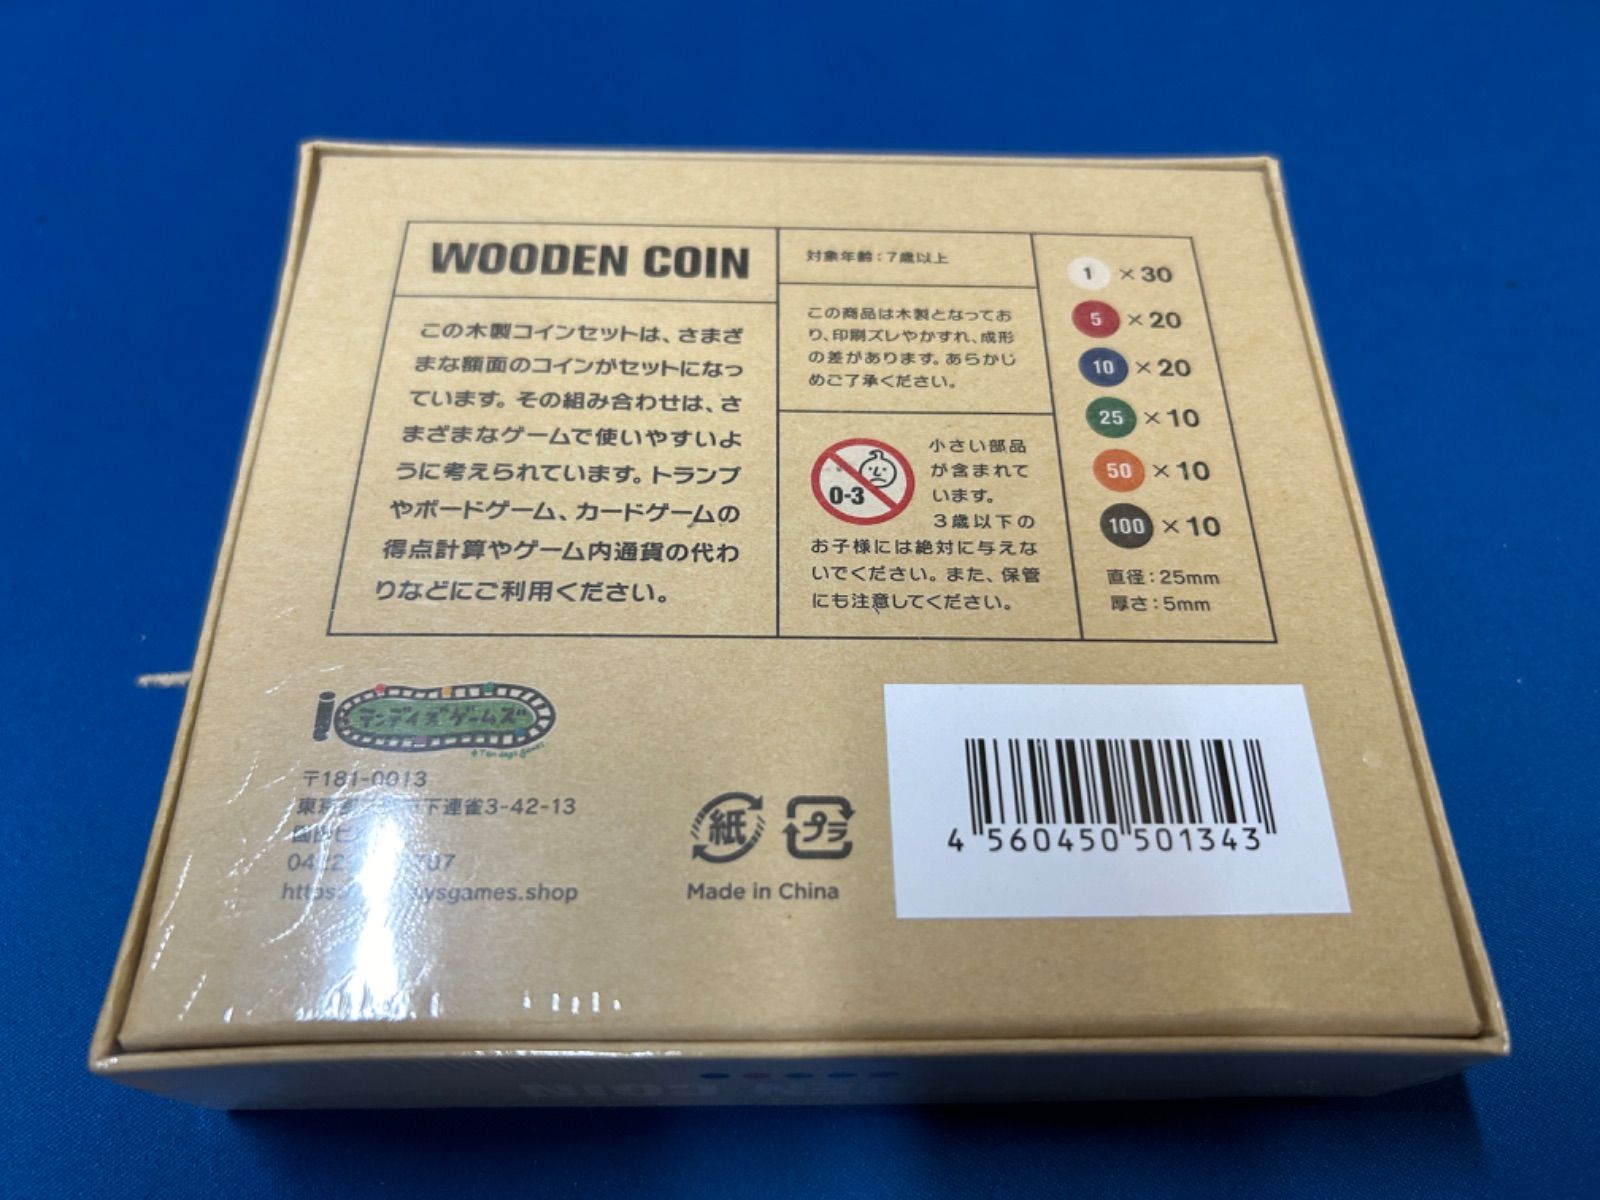 WOODEN COIN
この木製コインセットは、さまざ
まな額面のコインがセットになっ
ています。その組み合わせは、さ
まざまなゲームで使いやすいよ
うに考えられています。トランプ
やボードゲーム、カードゲームの
得点計算やゲーム内通貨の代わ
りなどにご利用ください。
対象年齢：7歳以上
この商品は木製となってお
り、印刷ズレやかすれ、成形
の差があります。あらかじ
めご了承ください。
0-3
小さい部品
が含まれて
います。
3歳以下の
お子様には絶対に与えな
いでください。また、保管
にも注意してください。
1 ×30
5 ×20
10 ×20
25 ×10
50 ×10
100 ×10
直径：25mm
厚さ：5mm
テンデイズゲームズ
Ten days games
〒181-0013
下連雀3-42-13
紙
プラ
Made in China
4 560450 501343